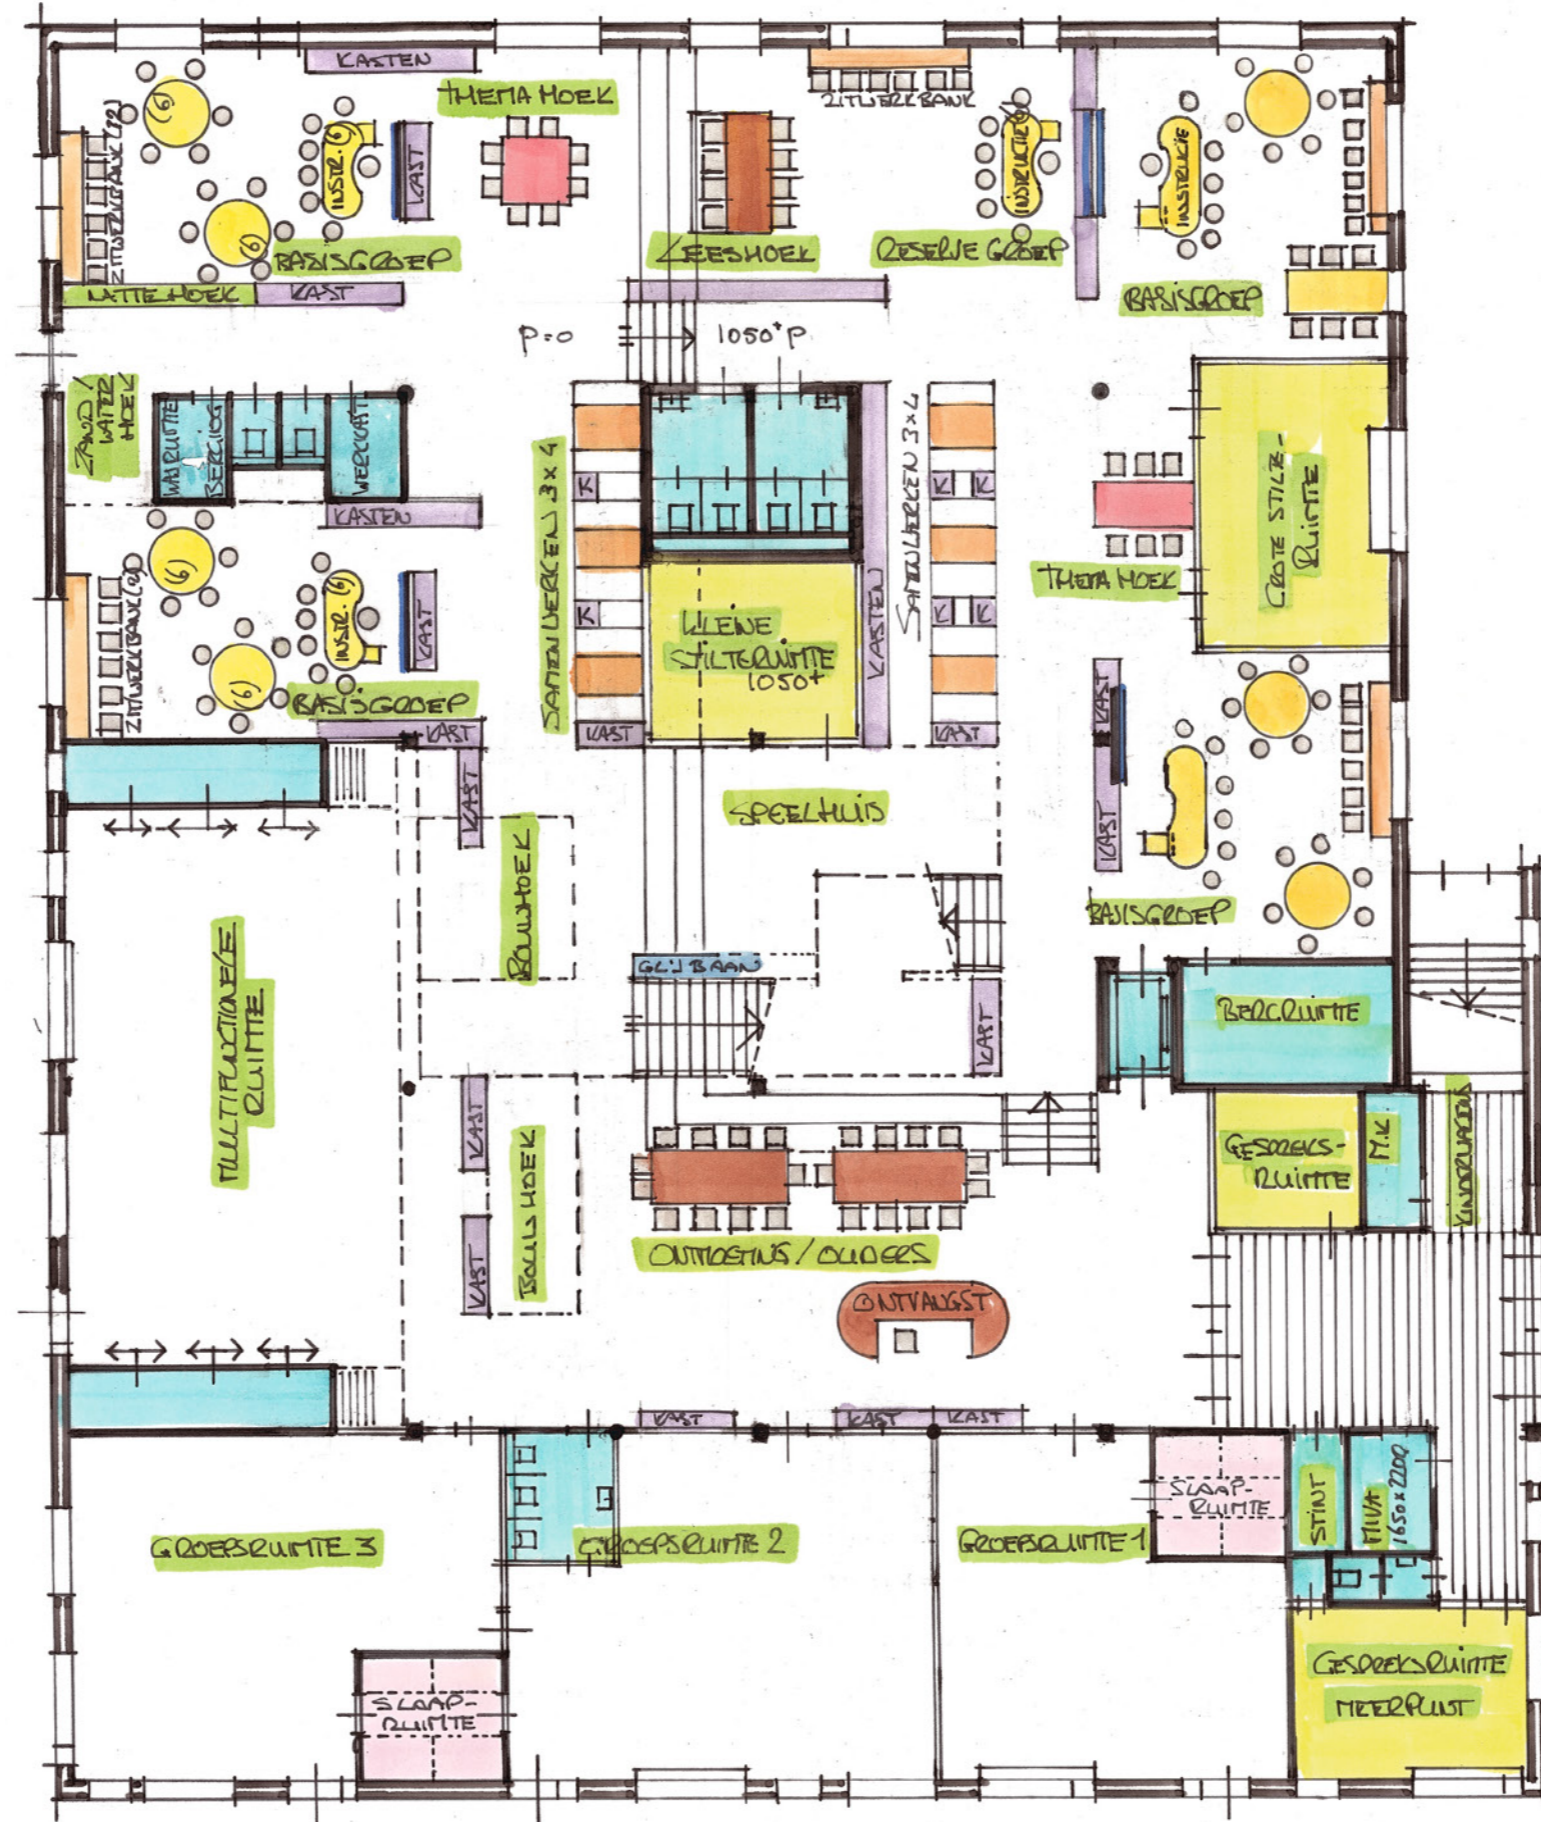 KASTEN
THEMA HOEK
ZITWERKBANK
ZITWERKBANK (12)
(6)
INSTR. (6)
KAST
INSTRUCTIE (6)
INSTRUCTIE
(6)
BASISGROEP
LEESHOEK
RESERVE GROEP
MATTE HOEK
KAST
BASISGROEP
P=0
1050+P
ZAND/
WATER
HOEK
BERGING
WERKKAST
KASTEN
SAMENWERKEN 3x4
K
K
SAMENWERKEN 3x4
K
K
K
K
GROTE STILTE-
RUIMTE
THEMA HOEK
(6)
ZITWERKBANK (12)
INSTR. (6)
KAST
(6)
BASISGROEP
KLEINE
STILTERUIMTE
1050+
KASTEN
KAST
KAST
KAST
KAST
KAST
KAST
SPEELHUIS
BOUWHOEK
BASISGROEP
GLIJBAAN
MULTIFUNCTIONELE
RUIMTE
KAST
BERGRUIMTE
KINDERWAGENS
KAST
KAST
BOUWHOEK
GESPREKS-
RUIMTE
M.K
ONTMOETING / OUDERS
ONTVANGST
KAST
KAST
KAST
SLAAP-
RUIMTE
STINT
MIVA
1650x2200
GROEPSRUIMTE 3
GROEPSRUIMTE 2
GROEPSRUIMTE 1
SLAAP-
RUIMTE
GESPREKSRUIMTE
MEERPUNT